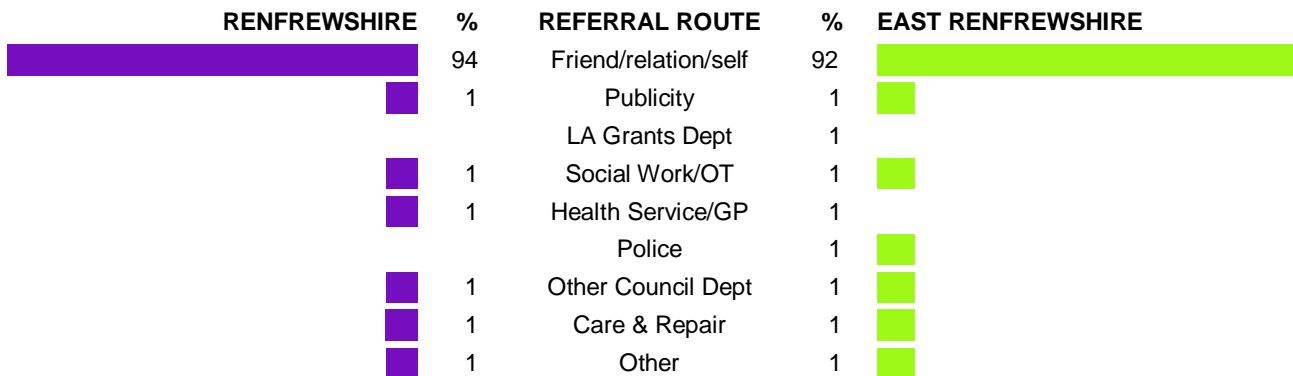 RENFREWSHIRE % REFERRAL ROUTE % EAST RENFREWSHIRE
94 Friend/relation/self 92
1 Publicity 1
LA Grants Dept 1
1 Social Work/OT 1
1 Health Service/GP 1
Police 1
1 Other Council Dept 1
1 Care & Repair 1
1 Other 1